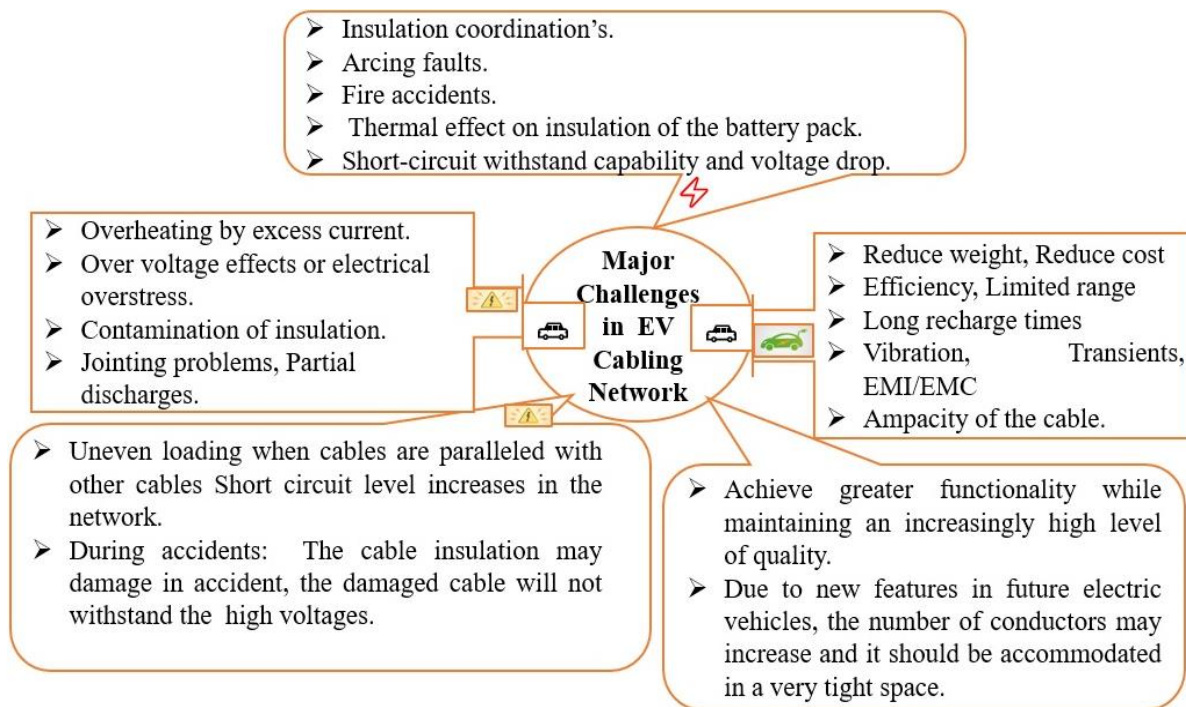 ➢ Insulation coordination's.
➢ Arcing faults.
➢ Fire accidents.
➢ Thermal effect on insulation of the battery pack.
➢ Short-circuit withstand capability and voltage drop.
➢ Overheating by excess current.
➢ Over voltage effects or electrical
overstress.
➢ Contamination of insulation.
➢ Jointing problems, Partial
discharges.
Major
Challenges
in EV
Cabling
Network
➢ Reduce weight, Reduce cost
➢ Efficiency, Limited range
➢ Long recharge times
➢ Vibration, Transients,
EMI/EMC
➢ Ampacity of the cable.
➢ Uneven loading when cables are paralleled with
other cables Short circuit level increases in the
network.
➢ During accidents: The cable insulation may
damage in accident, the damaged cable will not
withstand the high voltages.
➢ Achieve greater functionality while
maintaining an increasingly high level
of quality.
➢ Due to new features in future electric
vehicles, the number of conductors may
increase and it should be accommodated
in a very tight space.